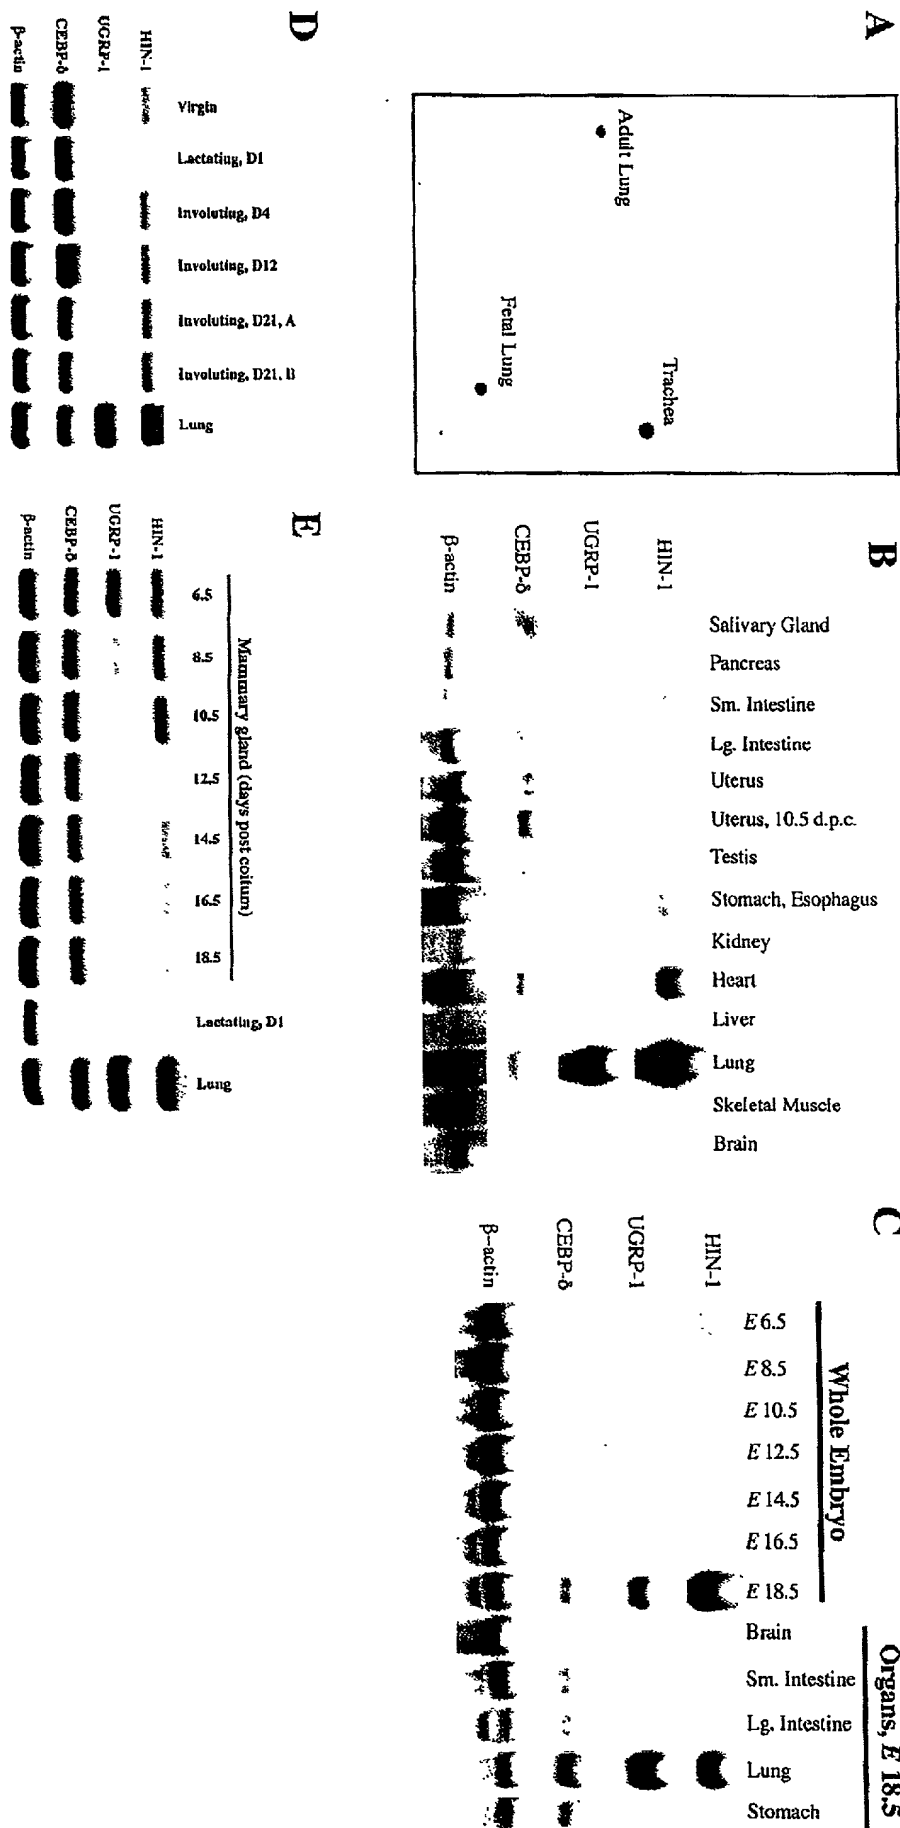 A
Adult Lung
Fetal Lung
Trachea
B
Salivary Gland
Pancreas
Sm. Intestine
Lg. Intestine
Uterus
Uterus, 10.5 d.p.c.
Testis
Stomach, Esophagus
Kidney
Heart
Liver
Lung
Skeletal Muscle
Brain
HIN-1
UGRP-1
CEBP-δ
β-actin
C
Whole Embryo
Organs, E 18.5
E 6.5
E 8.5
E 10.5
E 12.5
E 14.5
E 16.5
E 18.5
Brain
Sm. Intestine
Lg. Intestine
Lung
Stomach
HIN-1
UGRP-1
CEBP-δ
β-actin
D
Virgin
Lactating, D1
Involuting, D4
Involuting, D12
Involuting, D21, A
Involuting, D21, B
Lung
HIN-1
UGRP-1
CEBP-δ
β-actin
E
Mammary gland (days post coitum)
6.5
8.5
10.5
12.5
14.5
16.5
18.5
Lactating, D1
Lung
HIN-1
UGRP-1
CEBP-δ
β-actin